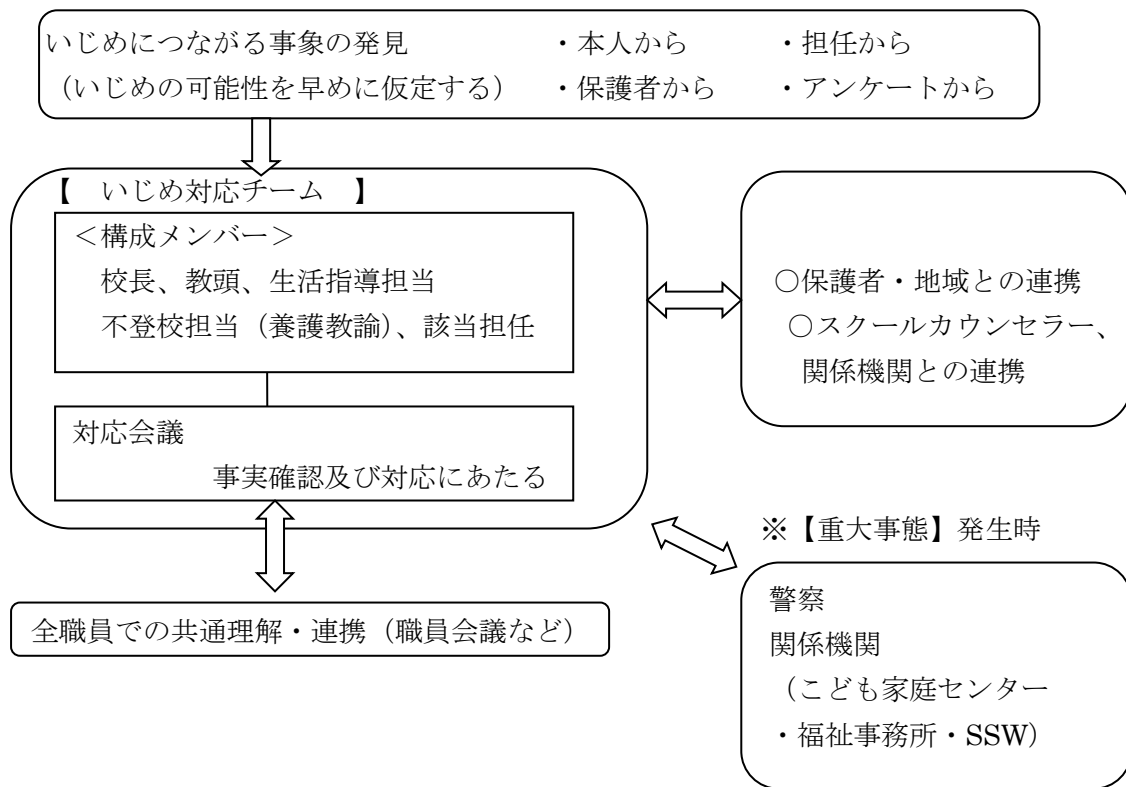 いじめにつながる事象の発見　・本人から　・担任から
（いじめの可能性を早めに仮定する）　・保護者から　・アンケートから
【　いじめ対応チーム　】
＜構成メンバー＞
校長、教頭、生活指導担当
不登校担当（養護教諭）、該当担任
対応会議
事実確認及び対応にあたる
○保護者・地域との連携
○スクールカウンセラー、
関係機関との連携
全職員での共通理解・連携（職員会議など）
※【重大事態】発生時
警察
関係機関
（こども家庭センター
・福祉事務所・SSW）